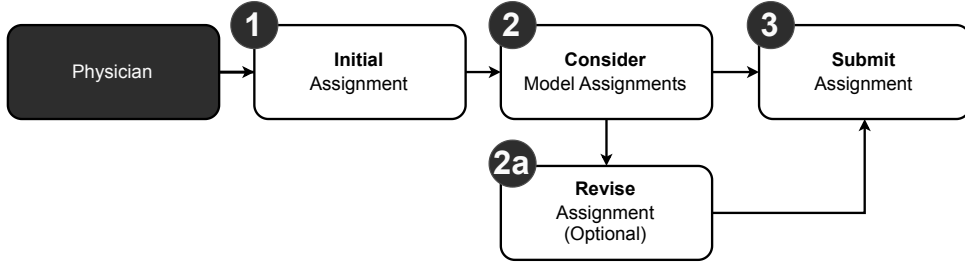 Physician
1
Initial
Assignment
2
Consider
Model Assignments
3
Submit
Assignment
2a
Revise
Assignment
(Optional)